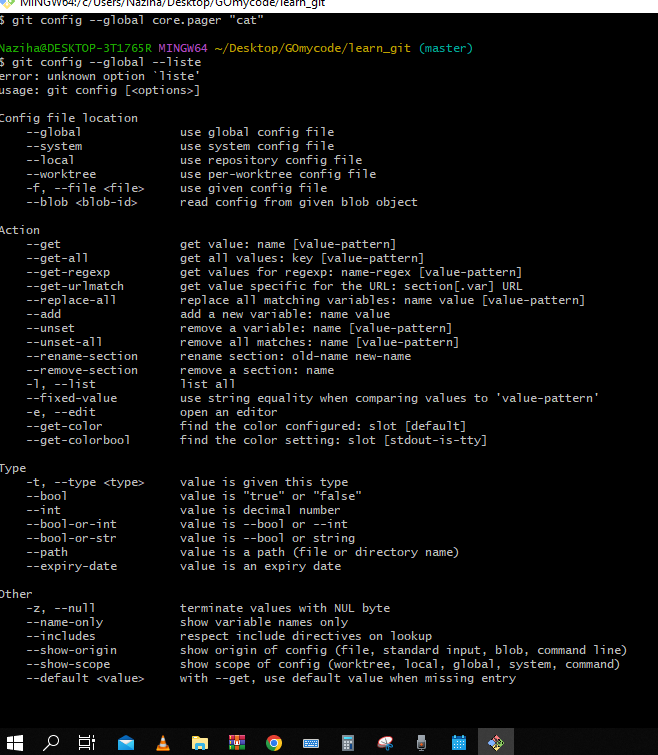 MINGW64:/c/Users/Naziha/Desktop/GOmycode/learn_git
$ git config --global core.pager "cat"
Naziha@DESKTOP-3T1765R MINGW64 ~/Desktop/GOmycode/learn_git (master)
$ git config --global --liste
error: unknown option `liste'
usage: git config [<options>]
Config file location
--global use global config file
--system use system config file
--local use repository config file
--worktree use per-worktree config file
-f, --file <file> use given config file
--blob <blob-id> read config from given blob object
Action
--get get value: name [value-pattern]
--get-all get all values: key [value-pattern]
--get-regexp get values for regexp: name-regex [value-pattern]
--get-urlmatch get value specific for the URL: section[.var] URL
--replace-all replace all matching variables: name value [value-pattern]
--add add a new variable: name value
--unset remove a variable: name [value-pattern]
--unset-all remove all matches: name [value-pattern]
--rename-section rename section: old-name new-name
--remove-section remove a section: name
-l, --list list all
--fixed-value use string equality when comparing values to 'value-pattern'
-e, --edit open an editor
--get-color find the color configured: slot [default]
--get-colorbool find the color setting: slot [stdout-is-tty]
Type
-t, --type <type> value is given this type
--bool value is "true" or "false"
--int value is decimal number
--bool-or-int value is --bool or --int
--bool-or-str value is --bool or string
--path value is a path (file or directory name)
--expiry-date value is an expiry date
Other
-z, --null terminate values with NUL byte
--name-only show variable names only
--includes respect include directives on lookup
--show-origin show origin of config (file, standard input, blob, command line)
--show-scope show scope of config (worktree, local, global, system, command)
--default <value> with --get, use default value when missing entry